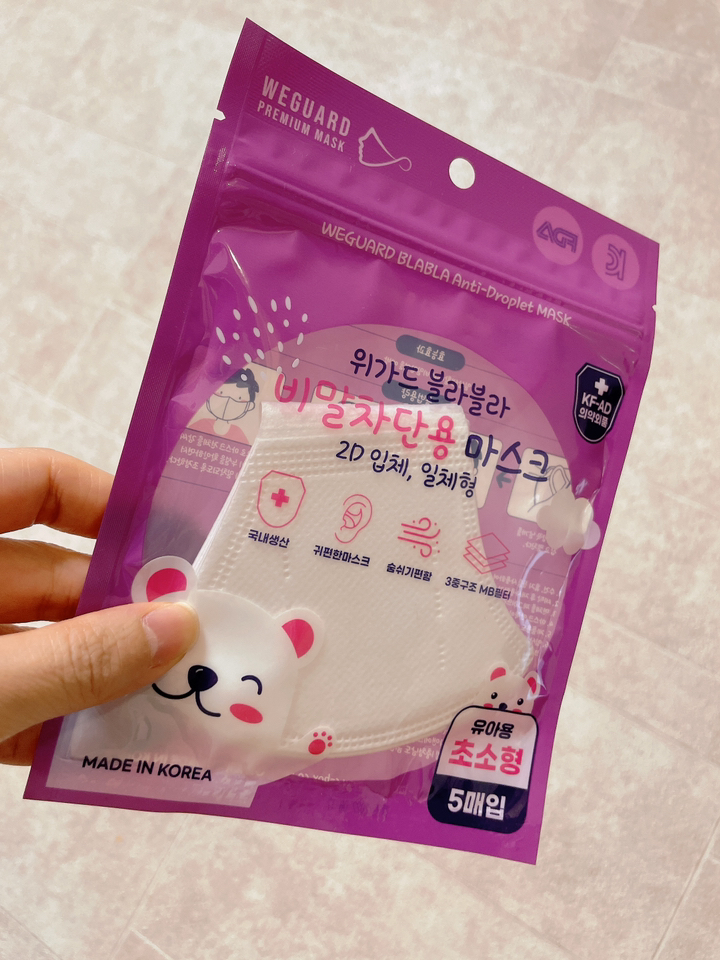 WEGUARD
PREMIUM MASK
FDA
WEGUARD BLABLA Anti-Droplet MASK
위가드 블라블라
비말차단용 마스크
2D 입체, 일체형
KF-AD
의약외품
국내생산
귀편한마스크
숨쉬기편함
3중구조 MB필터
유아용
초소형
5매입
MADE IN KOREA